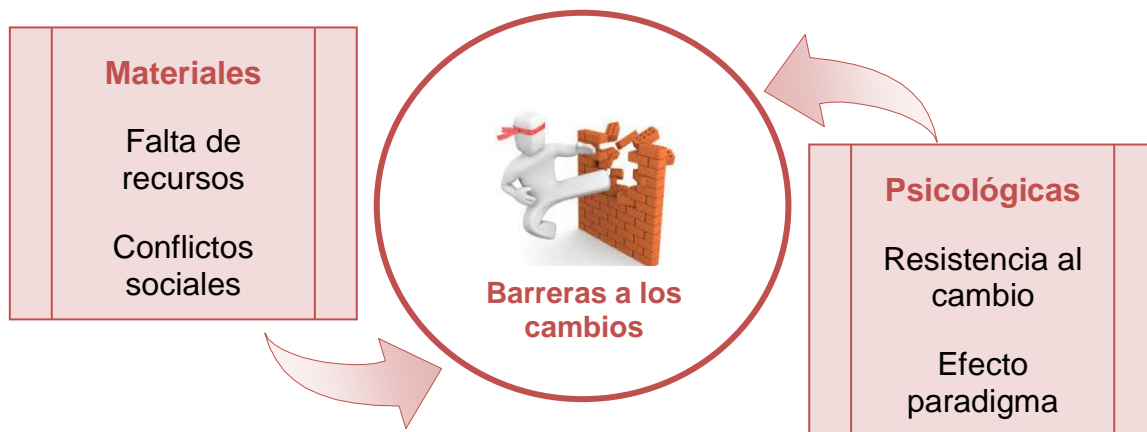 Materiales
Falta de
recursos
Conflictos
sociales
Barreras a los
cambios
Psicológicas
Resistencia al
cambio
Efecto
paradigma